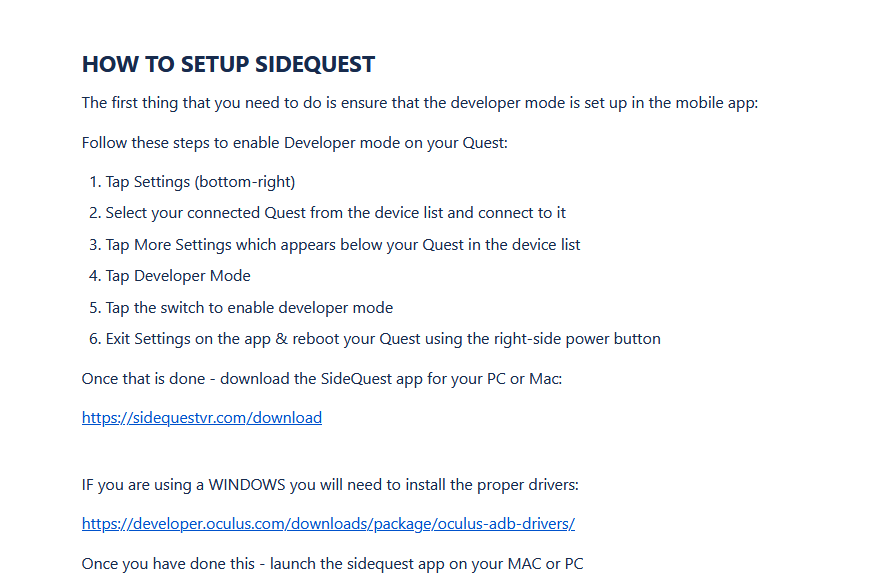 HOW TO SETUP SIDEQUEST
The first thing that you need to do is ensure that the developer mode is set up in the mobile app:
Follow these steps to enable Developer mode on your Quest:
1. Tap Settings (bottom-right)
2. Select your connected Quest from the device list and connect to it
3. Tap More Settings which appears below your Quest in the device list
4. Tap Developer Mode
5. Tap the switch to enable developer mode
6. Exit Settings on the app & reboot your Quest using the right-side power button
Once that is done - download the SideQuest app for your PC or Mac:
https://sidequestvr.com/download
IF you are using a WINDOWS you will need to install the proper drivers:
https://developer.oculus.com/downloads/package/oculus-adb-drivers/
Once you have done this - launch the sidequest app on your MAC or PC